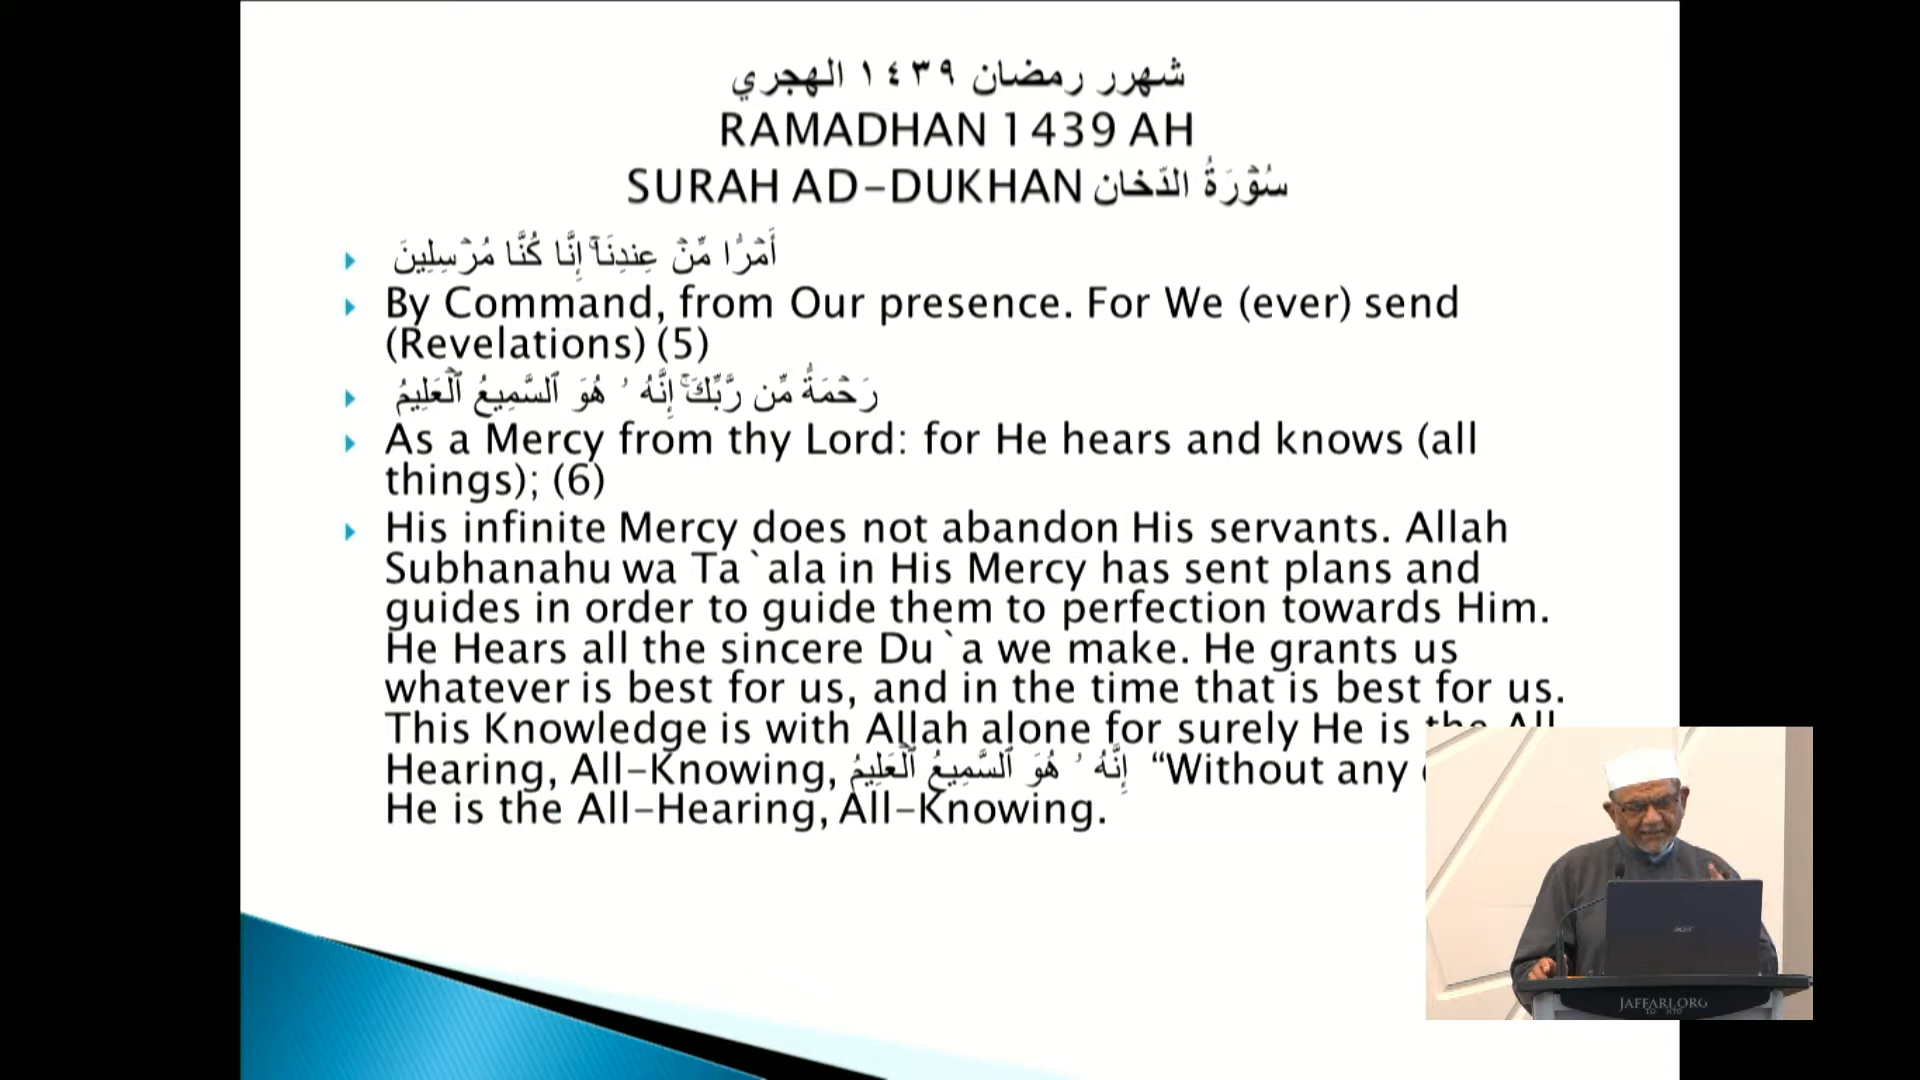 شهرر رمضان ١٤٣٩ الهجري
RAMADHAN 1439 AH
SURAH AD-DUKHAN سُوۡرَةُ الدّخان
أَمۡرًۭا مِّنۡ عِندِنَآۚ إِنَّا كُنَّا مُرۡسِلِينَ
By Command, from Our presence. For We (ever) send
(Revelations) (5)
رَحۡمَةًۭ مِّن رَّبِّكَۚ إِنَّهُ ۥ هُوَ ٱلسَّمِيعُ ٱلۡعَلِيمُ
As a Mercy from thy Lord: for He hears and knows (all
things); (6)
His infinite Mercy does not abandon His servants. Allah
Subhanahu wa Ta`ala in His Mercy has sent plans and
guides in order to guide them to perfection towards Him.
He Hears all the sincere Du`a we make. He grants us
whatever is best for us, and in the time that is best for us.
This Knowledge is with Allah alone for surely He is the All-
Hearing, All-Knowing, إِنَّهُ ۥ هُوَ ٱلسَّمِيعُ ٱلۡعَلِيمُ “Without any
He is the All-Hearing, All-Knowing.
acer
JAFFARI.ORG